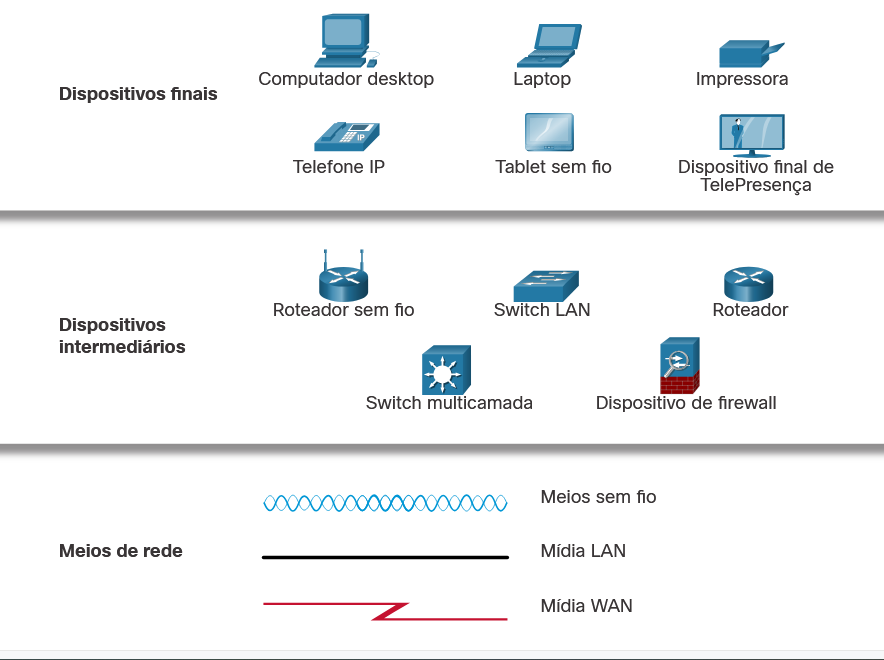 Dispositivos finais
Computador desktop
Laptop
Impressora
IP
Telefone IP
Tablet sem fio
Dispositivo final de
TelePresença
Dispositivos
intermediários
Roteador sem fio
Switch LAN
Roteador
Switch multicamada
Dispositivo de firewall
Meios de rede
Meios sem fio
Mídia LAN
Mídia WAN